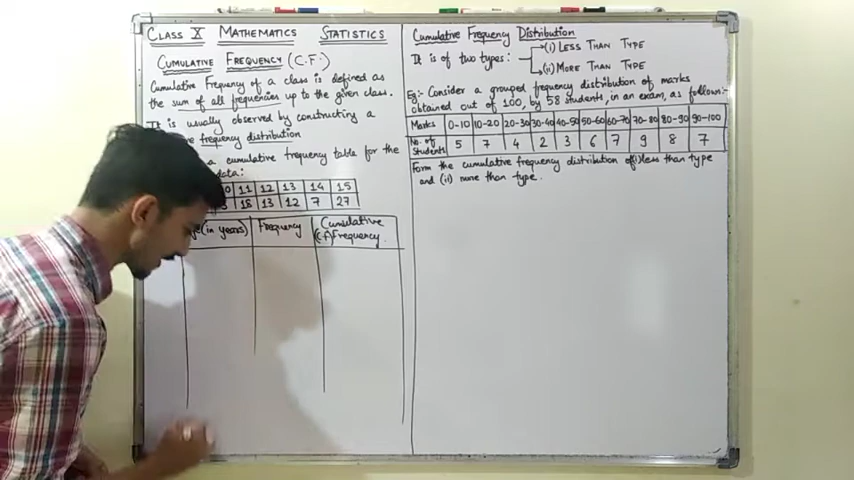 CLASS X MATHEMATICS STATISTICS
CUMULATIVE FREQUENCY (C.F.)
Cumulative Frequency of a class is defined as
the sum of all frequencies up to the given class.
It is usually observed by constructing a
frequency distribution
a cumulative frequency table for the
data:
11 12 13 14 15
18 13 12 7 27
(in years) Frequency Cumulative
(C.F) Frequency
Cumulative Frequency Distribution
It is of two types:- (i) LESS THAN TYPE
(ii) MORE THAN TYPE
Eg:- Consider a grouped frequency distribution of marks
obtained out of 100, by 58 students, in an exam, as follows:-
Marks 0-10 10-20 20-30 30-40 40-50 50-60 60-70 70-80 80-90 90-100
No. of Students 5 7 4 2 3 6 7 9 8 7
Form the cumulative frequency distribution of (i) less than type
and (ii) more than type.